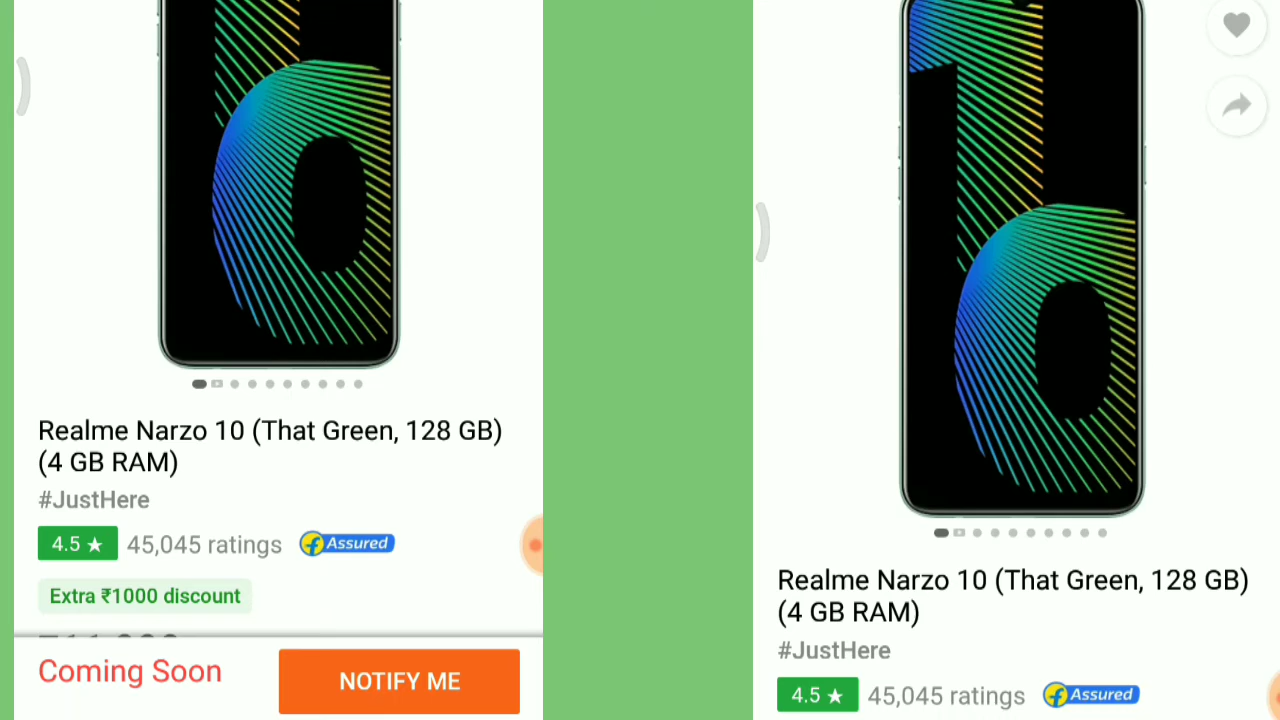 Realme Narzo 10 (That Green, 128 GB)
(4 GB RAM)
#JustHere
4.5 ★ 45,045 ratings f Assured
Extra ₹1000 discount
Coming Soon
NOTIFY ME
Realme Narzo 10 (That Green, 128 GB)
(4 GB RAM)
#JustHere
4.5 ★ 45,045 ratings f Assured